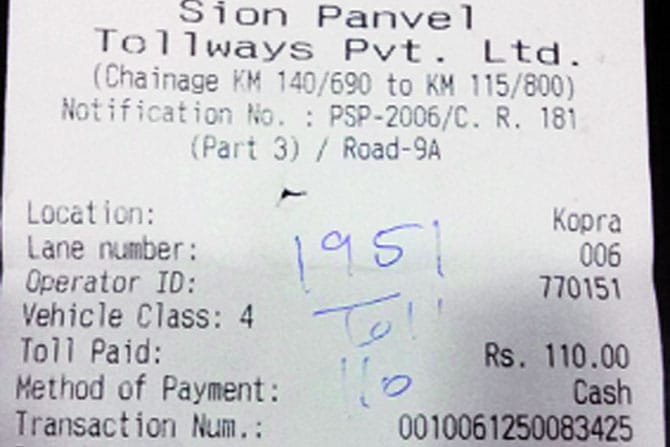 Sion Panvel
Tollways Pvt. Ltd.
(Chainage KM 140/690 to KM 115/800)
Notification No. : PSP-2006/C. R. 181
(Part 3) / Road-9A
Location: Kopra
Lane number: 006
Operator ID: 770151
Vehicle Class: 4
Toll Paid: Rs. 110.00
Method of Payment: Cash
Transaction Num.: 0010061250083425
1951
Toll
110